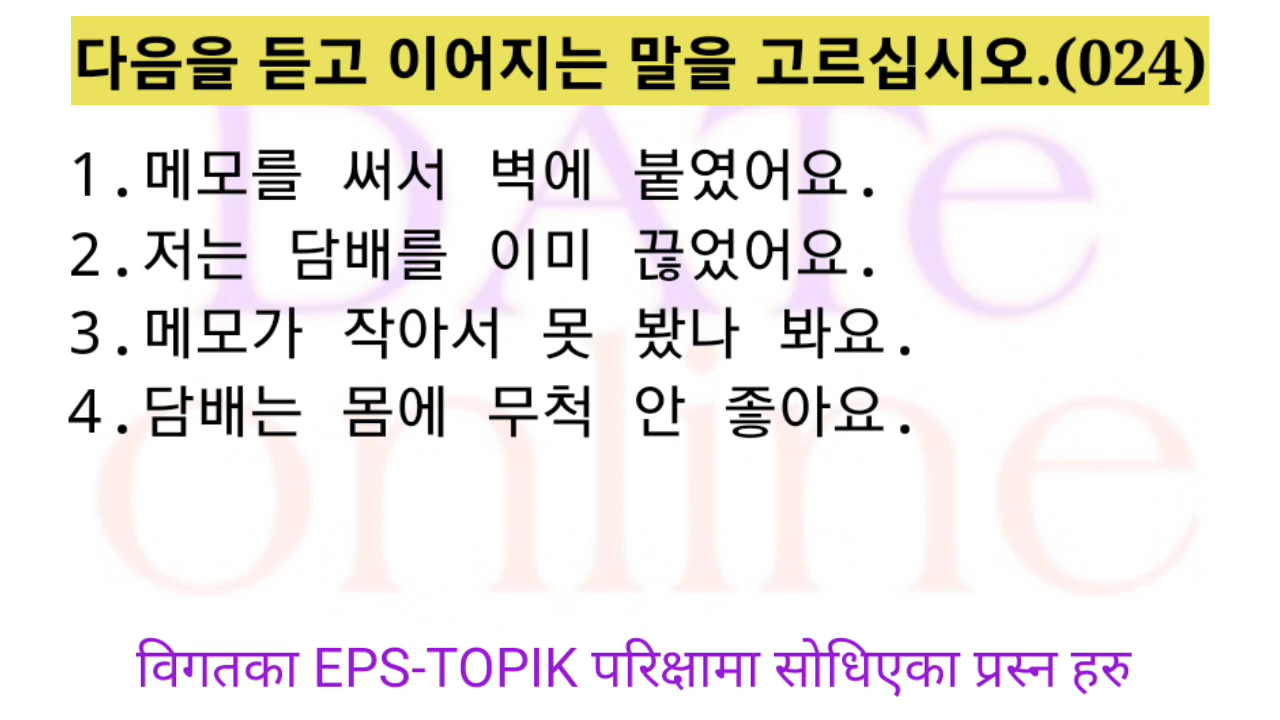 다음을 듣고 이어지는 말을 고르십시오.(024)
1.메모를 써서 벽에 붙였어요.
2.저는 담배를 이미 끊었어요.
3.메모가 작아서 못 봤나 봐요.
4.담배는 몸에 무척 안 좋아요.
DATe
online
विगतका EPS-TOPIK परिक्षामा सोधिएका प्रस्न हरु